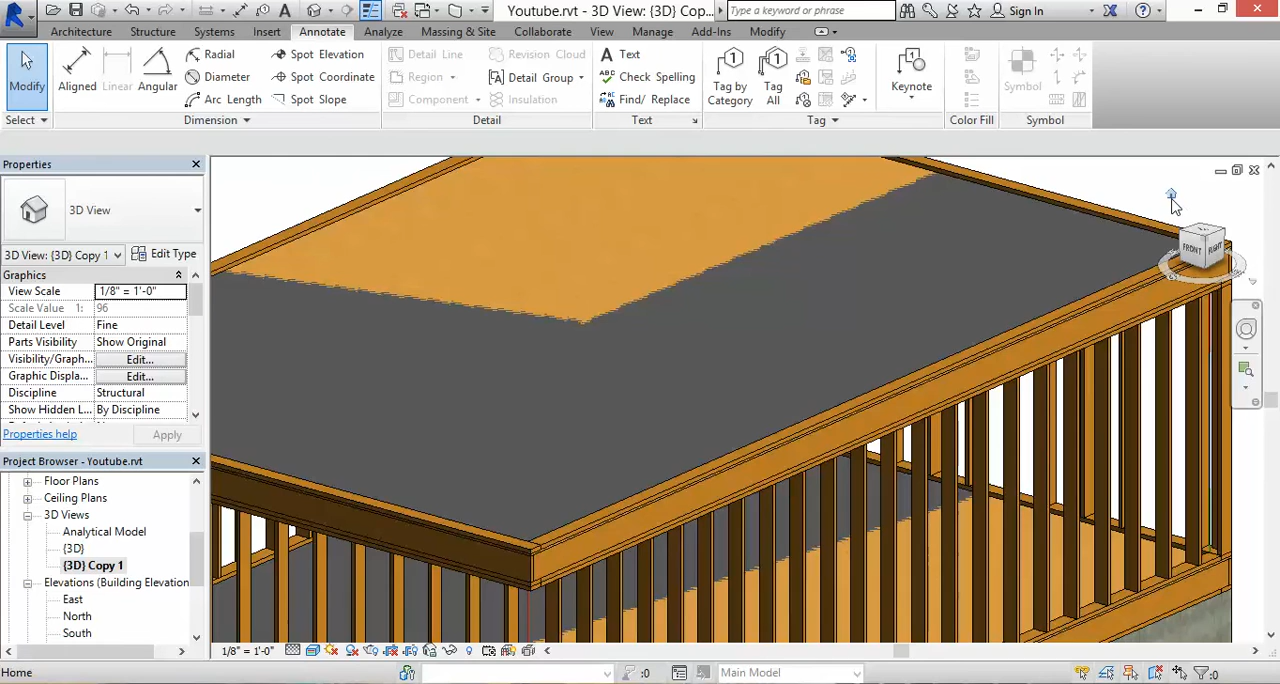 Youtube.rvt - 3D View: {3D} Copy...
Type a keyword or phrase
Sign In
Architecture Structure Systems Insert Annotate Analyze Massing & Site Collaborate View Manage Add-Ins Modify
Modify
Select
Aligned
Linear
Angular
Radial
Diameter
Arc Length
Spot Elevation
Spot Coordinate
Spot Slope
Dimension
Detail Line
Region
Component
Revision Cloud
Detail Group
Insulation
Detail
Text
Check Spelling
Find/ Replace
Text
Tag by
Category
Tag
All
Tag
Keynote
Color Fill
Symbol
Symbol
Properties
3D View
3D View: {3D} Copy 1
Edit Type
Graphics
View Scale 1/8" = 1'-0"
Scale Value 1: 96
Detail Level Fine
Parts Visibility Show Original
Visibility/Graph... Edit...
Graphic Displa... Edit...
Discipline Structural
Show Hidden L... By Discipline
Properties help
Apply
Project Browser - Youtube.rvt
Floor Plans
Ceiling Plans
3D Views
Analytical Model
{3D}
{3D} Copy 1
Elevations (Building Elevation
East
North
South
FRONT
RIGHT
1/8" = 1'-0"
Home
:0
Main Model
:0